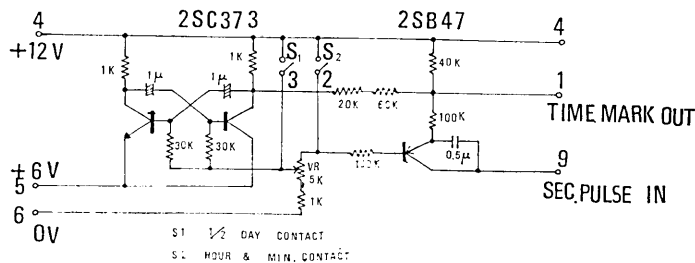 2SC373 2SB47
4 4
+12V
1K 1K S1 S2 40K
1μ 1μ
3 2 1
20K 60K
TIME MARK OUT
100K
30K 30K
0.5μ 9
VR
5K
SEC. PULSE IN
±6V
5
1K
6
0V
S1 1/2 DAY CONTACT
S2 HOUR & MIN, CONTACT